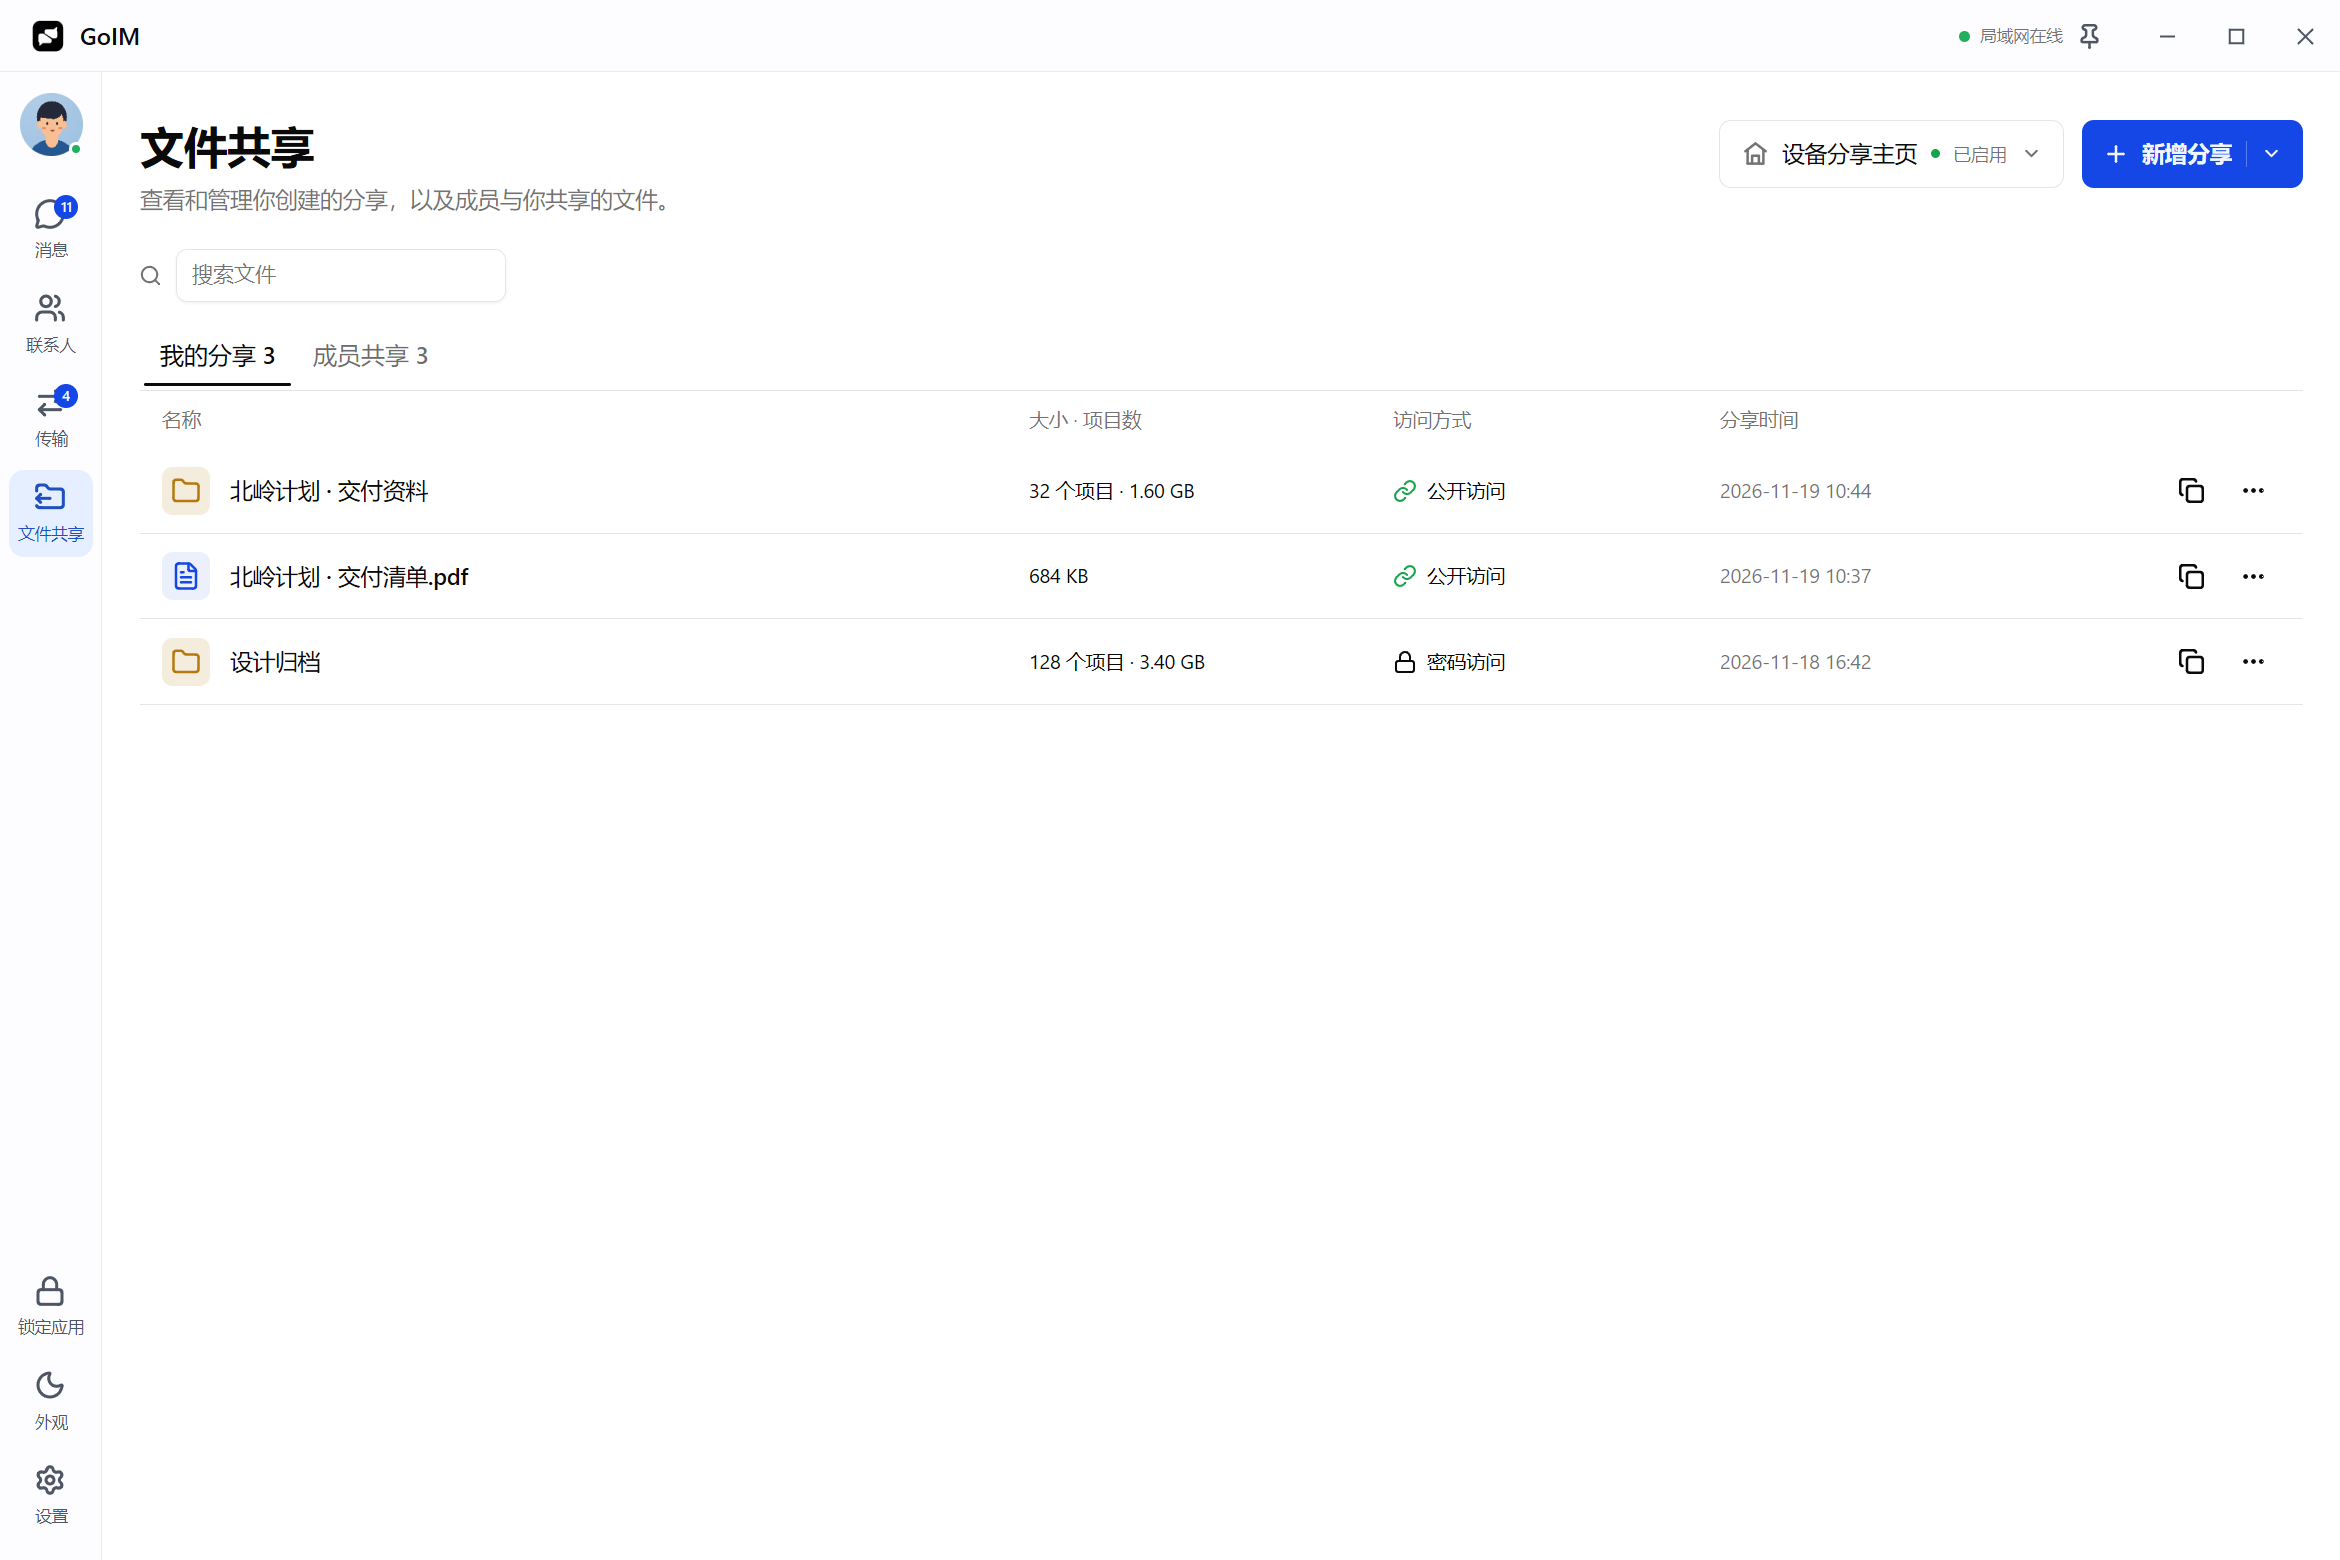 GoIM
局域网在线
文件共享
查看和管理你创建的分享，以及成员与你共享的文件。
设备分享主页 已启用
新增分享
11
消息
联系人
4
传输
文件共享
搜索文件
我的分享 3
成员共享 3
名称 大小 · 项目数 访问方式 分享时间
北岭计划 · 交付资料 32 个项目 · 1.60 GB 公开访问 2026-11-19 10:44
北岭计划 · 交付清单.pdf 684 KB 公开访问 2026-11-19 10:37
设计归档 128 个项目 · 3.40 GB 密码访问 2026-11-18 16:42
锁定应用
外观
设置